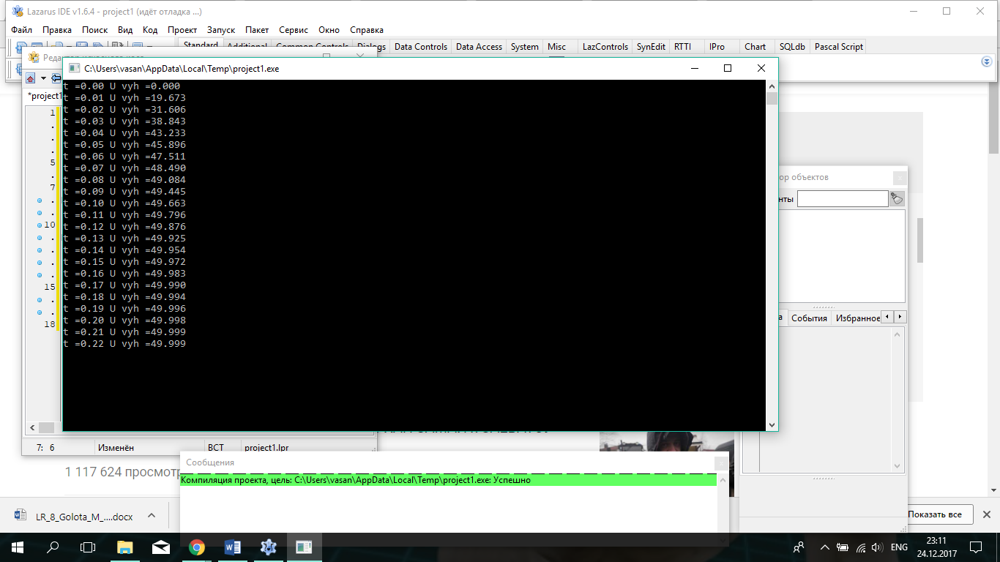 Lazarus IDE v1.6.4 - project1 (идёт отладка ...)
Файл Правка Поиск Вид Код Проект Запуск Пакет Сервис Окно Справка
Standard Additional Common Controls Dialogs Data Controls Data Access System Misc LazControls SynEdit RTTI IPro Chart SQLdb Pascal Script
C:\Users\vasan\AppData\Local\Temp\project1.exe
*project1
1
5
7
10
15
18
t =0.00 U vyh =0.000
t =0.01 U vyh =19.673
t =0.02 U vyh =31.606
t =0.03 U vyh =38.843
t =0.04 U vyh =43.233
t =0.05 U vyh =45.896
t =0.06 U vyh =47.511
t =0.07 U vyh =48.490
t =0.08 U vyh =49.084
t =0.09 U vyh =49.445
t =0.10 U vyh =49.663
t =0.11 U vyh =49.796
t =0.12 U vyh =49.876
t =0.13 U vyh =49.925
t =0.14 U vyh =49.954
t =0.15 U vyh =49.972
t =0.16 U vyh =49.983
t =0.17 U vyh =49.990
t =0.18 U vyh =49.994
t =0.19 U vyh =49.996
t =0.20 U vyh =49.998
t =0.21 U vyh =49.999
t =0.22 U vyh =49.999
ор объектов
нты
а События Избранное
7: 6 Изменён ВСТ project1.lpr
1 117 624 просмотр
Сообщения
Компиляция проекта, цель: C:\Users\vasan\AppData\Local\Temp\project1.exe: Успешно
LR_8_Golota_M_....docx
Показать все
ENG
23:11
24.12.2017